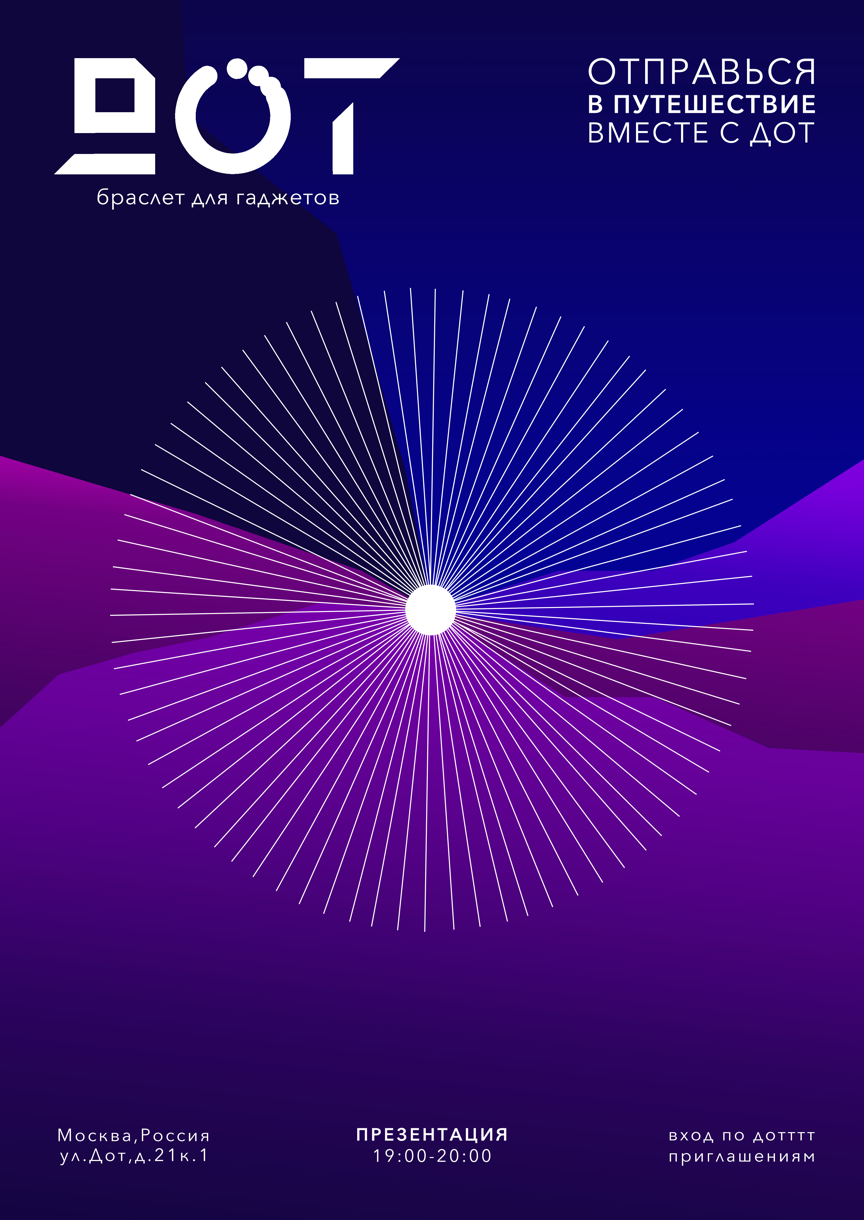 ДОТ
браслет для гаджетов
ОТПРАВЬСЯ
В ПУТЕШЕСТВИЕ
ВМЕСТЕ С ДОТ
Москва,Россия
ул.Дот,д.21к.1
ПРЕЗЕНТАЦИЯ
19:00-20:00
вход по дотттт
приглашениям